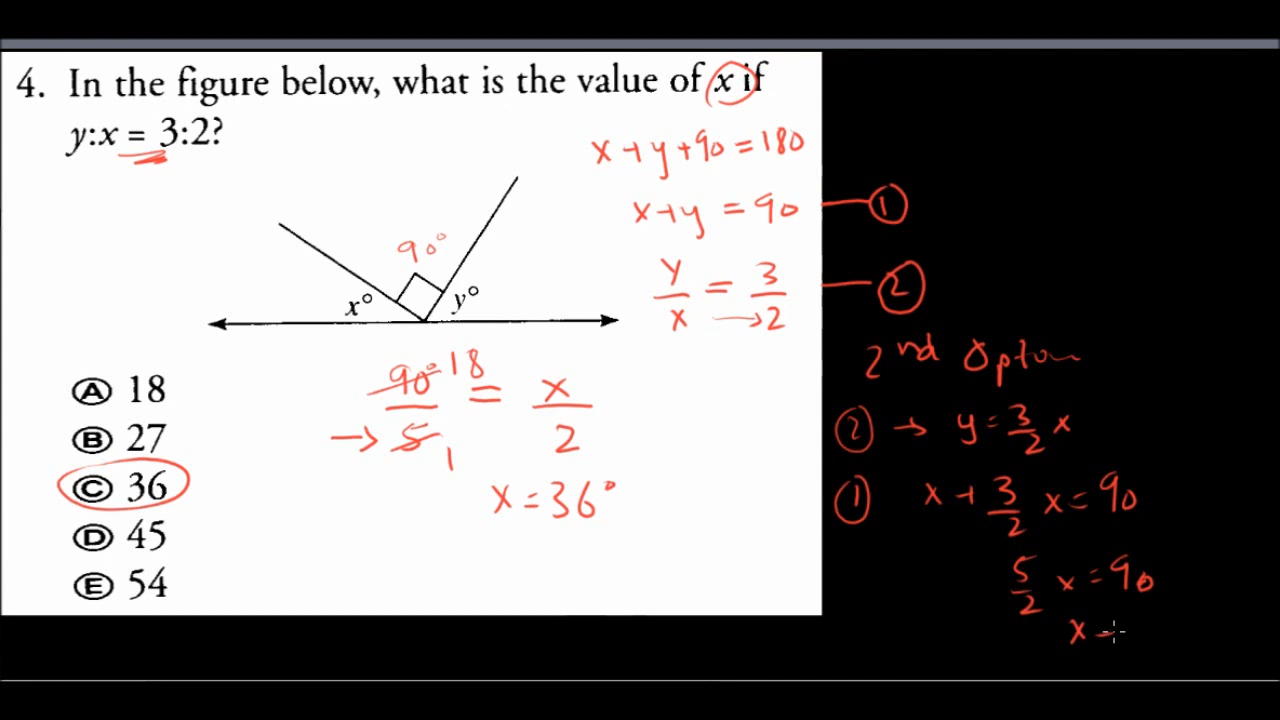 4. In the figure below, what is the value of x if
y:x = 3:2?
x + y + 90 = 180
x + y = 90 — ①
y/x = 3/2 — ②
90°
x°
y°
90° 18 / 5 1 = x/2
x = 36°
Ⓐ 18
Ⓑ 27
Ⓒ 36
Ⓓ 45
Ⓔ 54
2nd Option
② → y = 3/2 x
① x + 3/2 x = 90
5/2 x = 90
x =